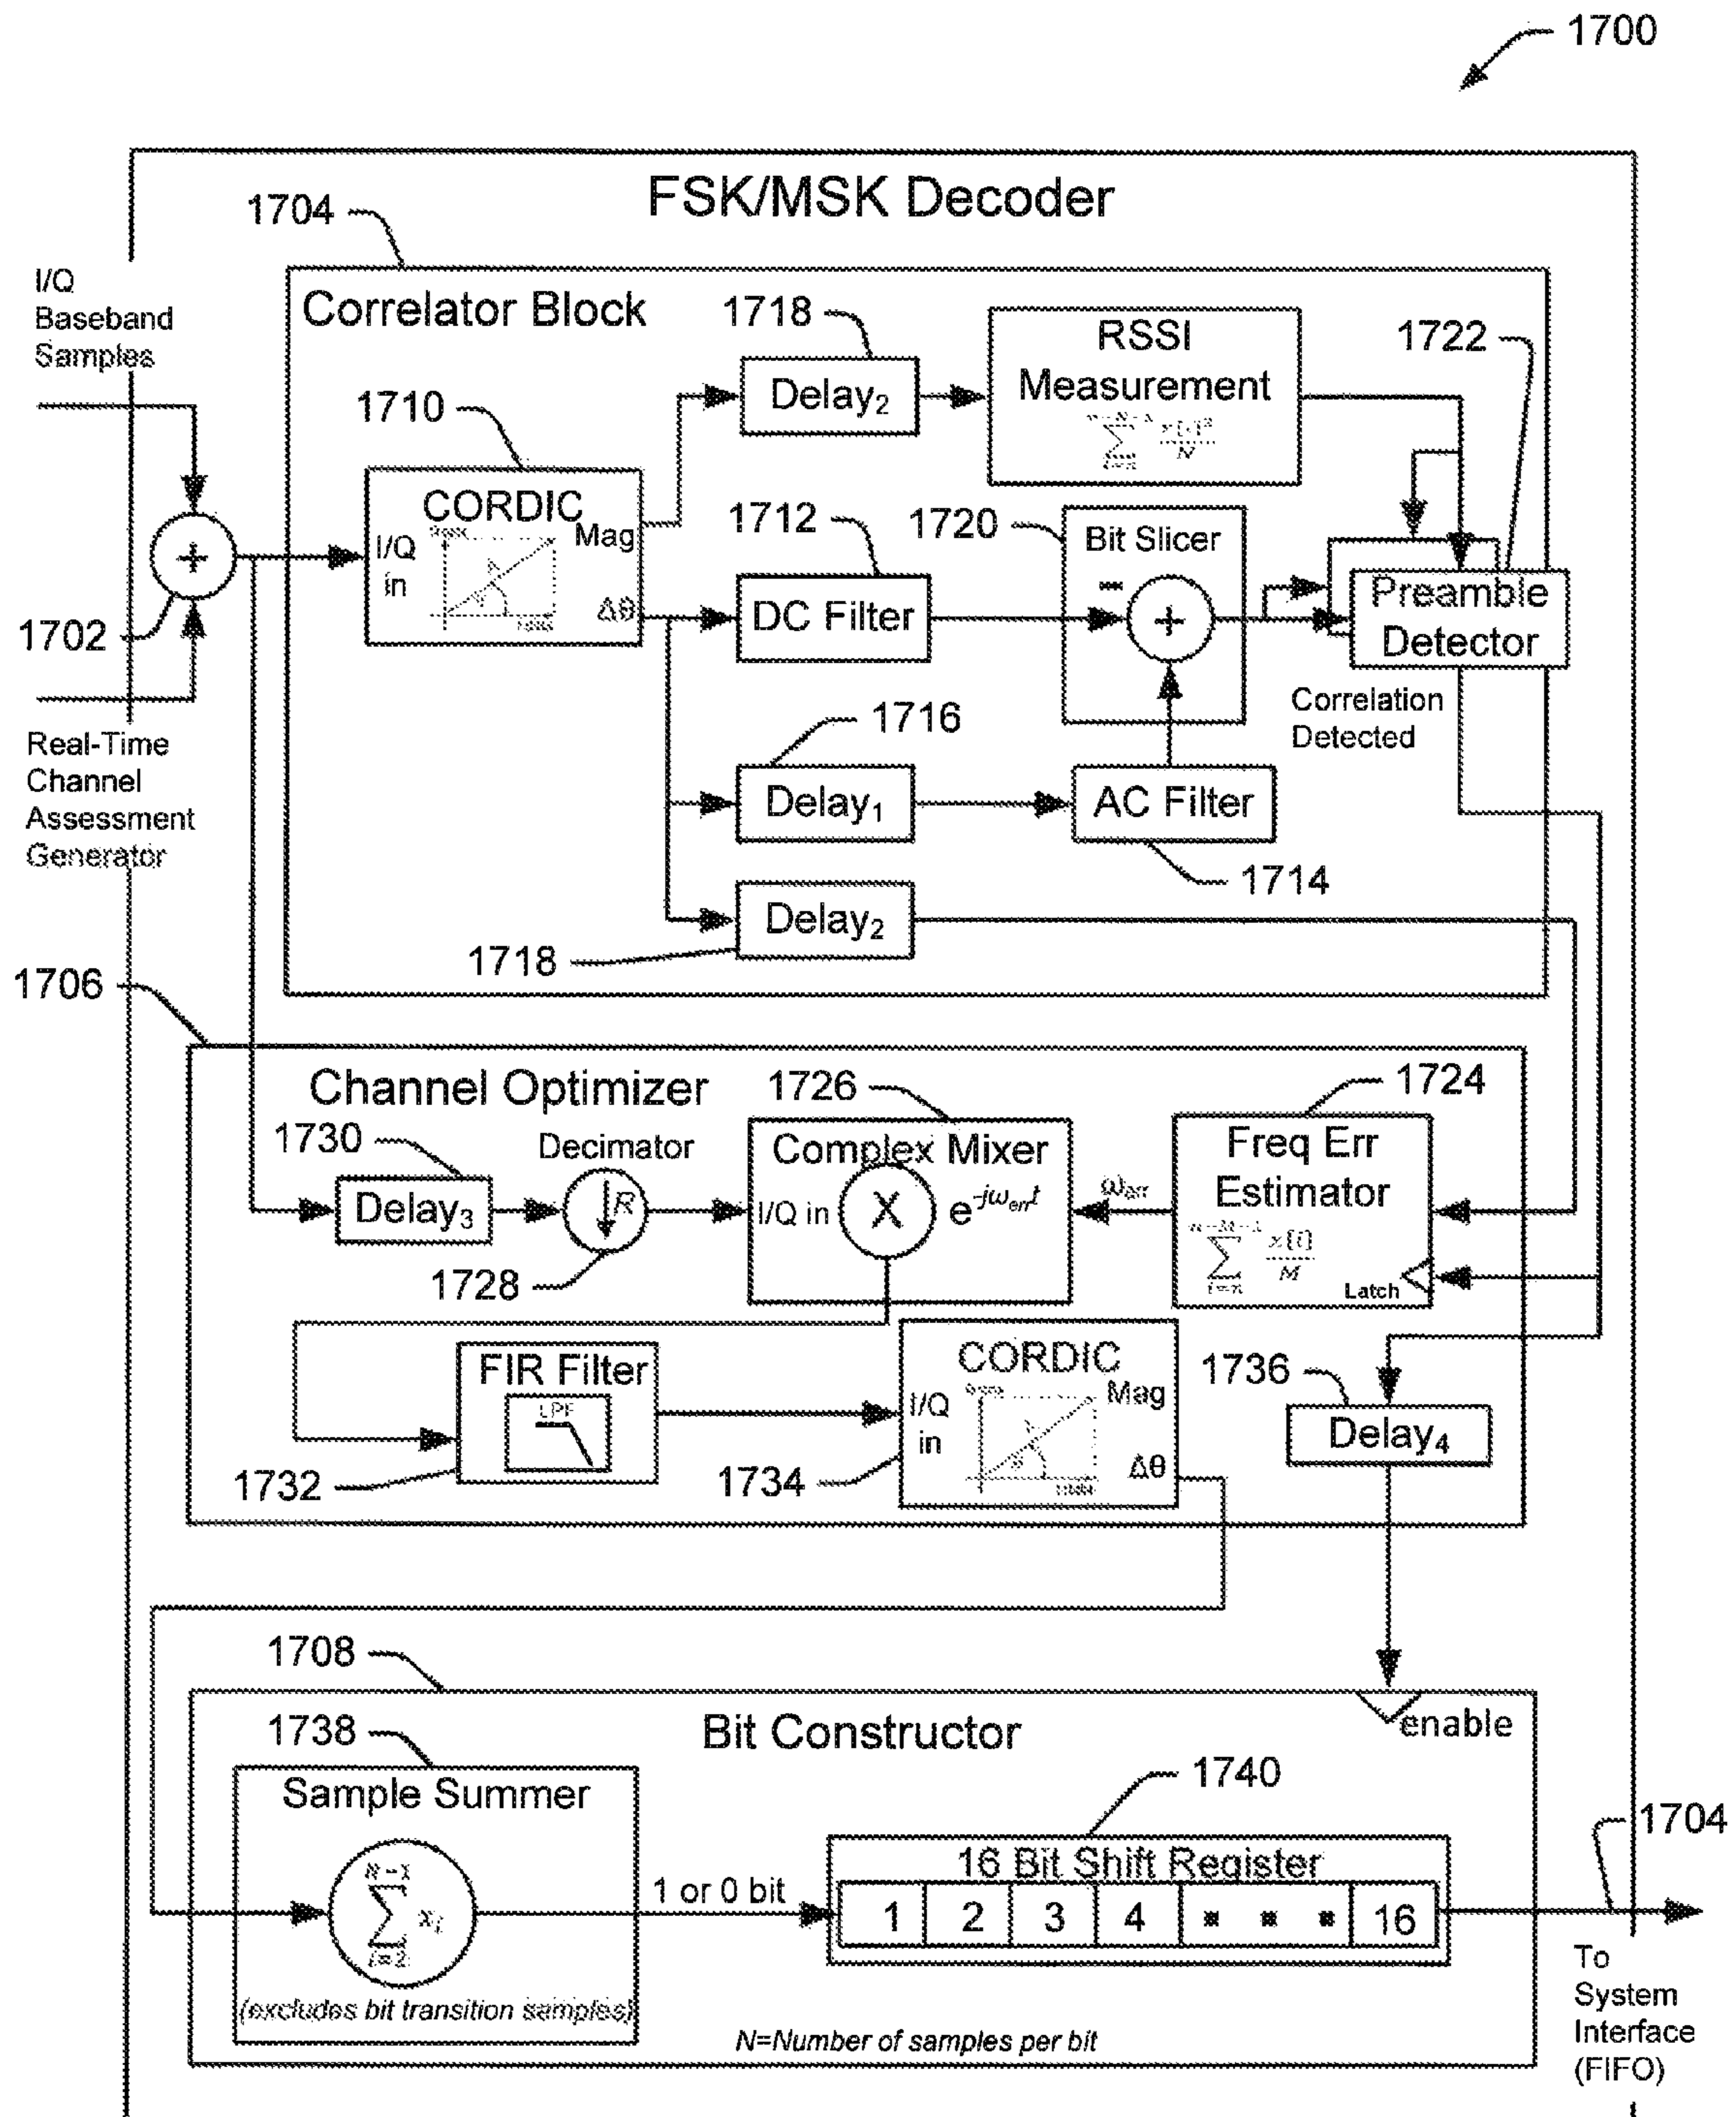 1700
FSK/MSK Decoder
1704
I/Q
Baseband
Samples
Correlator Block
1718
Delay₂
RSSI
Measurement
1722
1710
CORDIC
Mag
I/Q
in
Δθ
1712
DC Filter
1720
Bit Slicer
-
+
Preamble
Detector
Correlation
Detected
+
1702
Real-Time
Channel
Assessment
Generator
1716
Delay₁
AC Filter
1714
Delay₂
1718
1706
Channel Optimizer
1730
Delay₃
Decimator
R
1728
1726
Complex Mixer
I/Q in
X
e^-jω_err t
ω_err
1724
Freq Err
Estimator
Latch
FIR Filter
LPF
1732
CORDIC
Mag
I/Q
in
Δθ
1734
1736
Delay₄
1708
Bit Constructor
enable
1738
Sample Summer
N-1
∑ x_i
i=2
(excludes bit transition samples)
1 or 0 bit
1740
16 Bit Shift Register
1 2 3 4 ▪ ▪ ▪ 16
N=Number of samples per bit
1704
To
System
Interface
(FIFO)